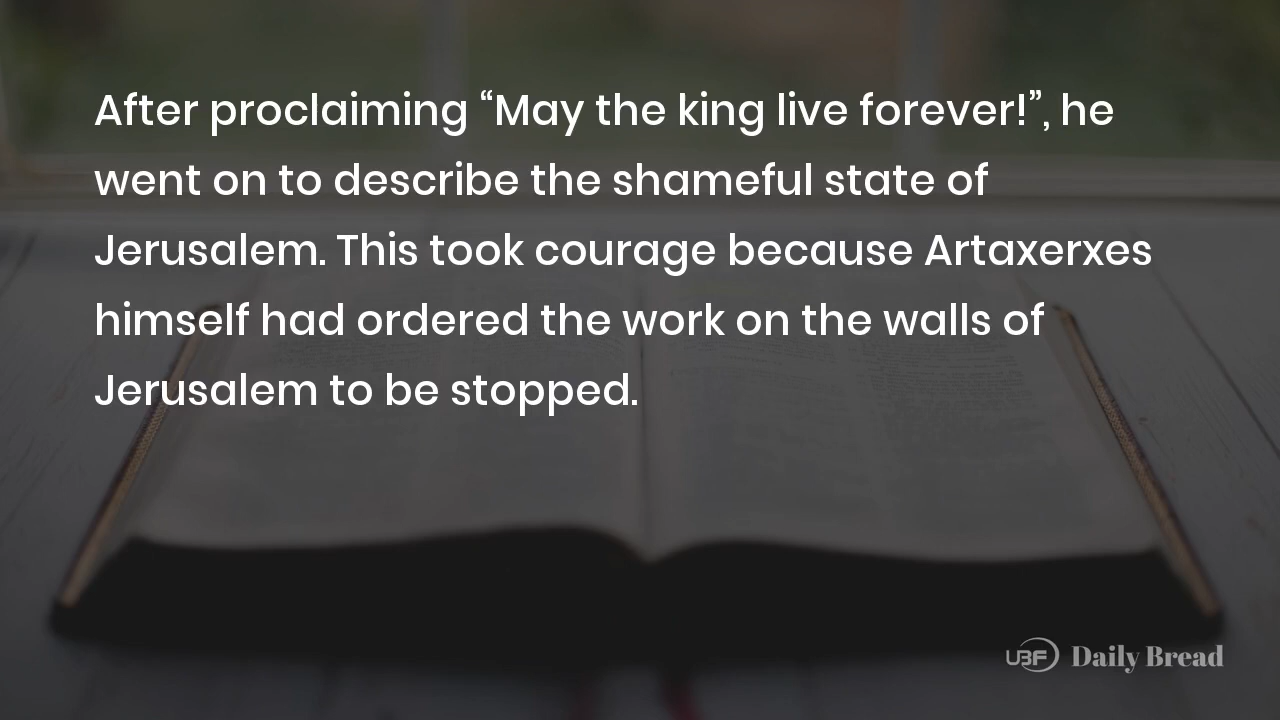 After proclaiming “May the king live forever!”, he
went on to describe the shameful state of
Jerusalem. This took courage because Artaxerxes
himself had ordered the work on the walls of
Jerusalem to be stopped.
UBF Daily Bread